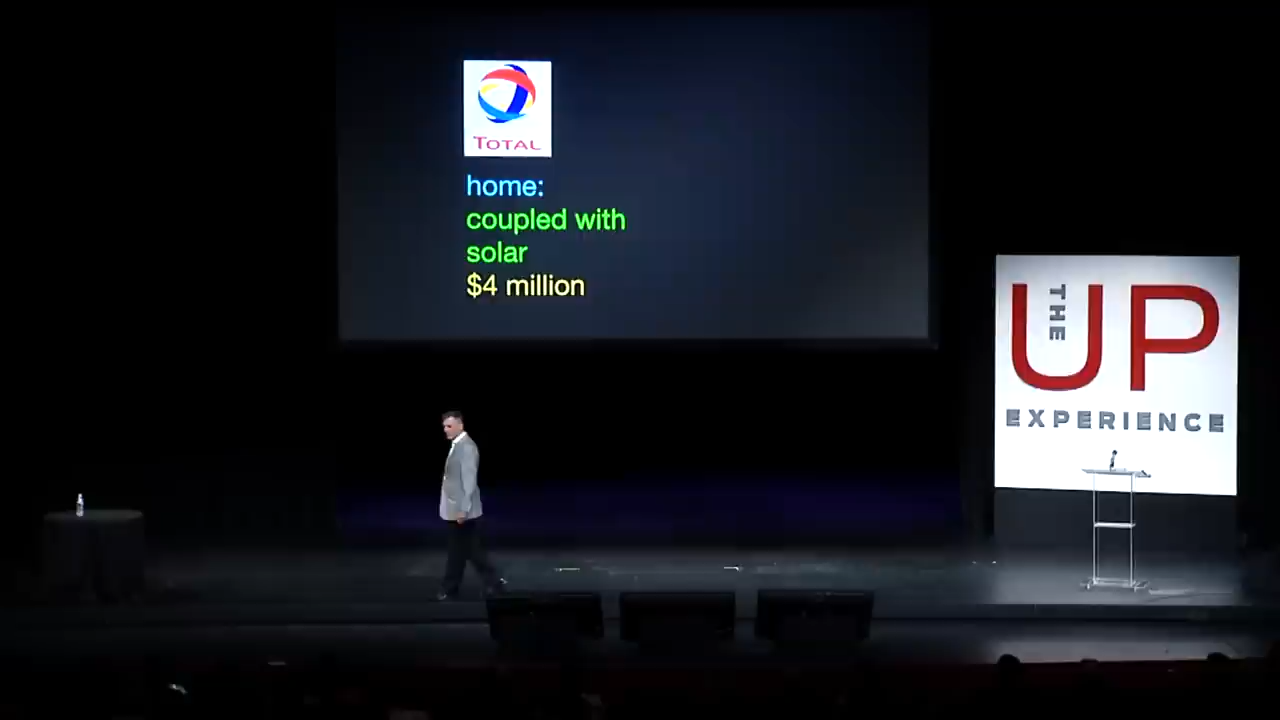 TOTAL
home:
coupled with
solar
$4 million
THE
UP
EXPERIENCE